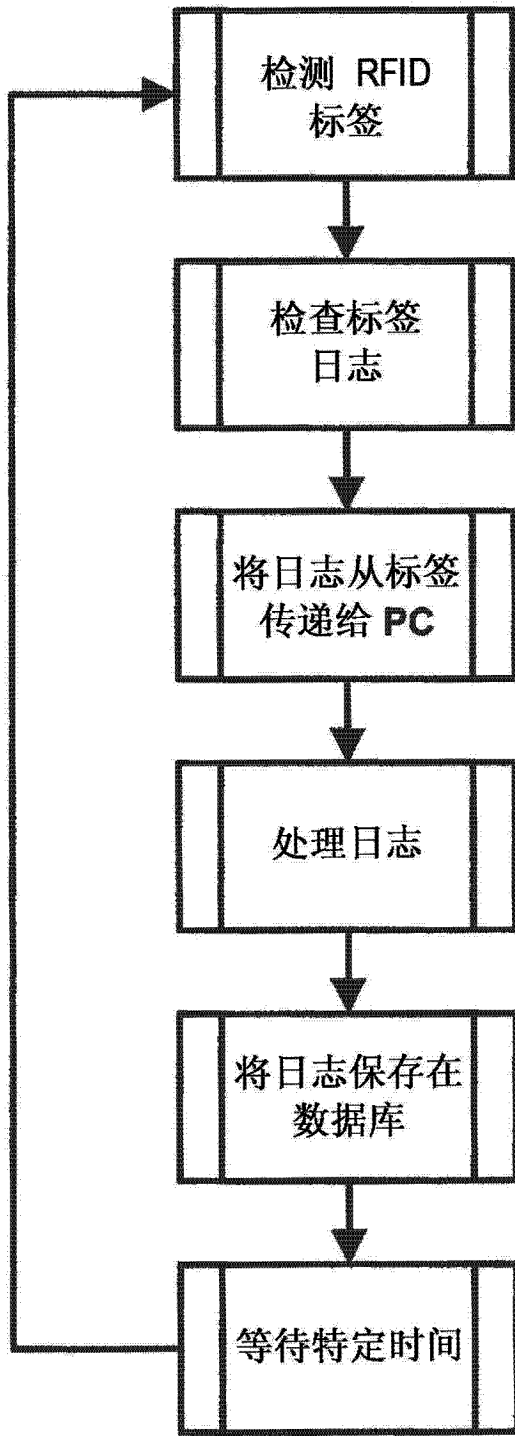 检测 RFID
标签
检查标签
日志
将日志从标签
传递给 PC
处理日志
将日志保存在
数据库
等待特定时间